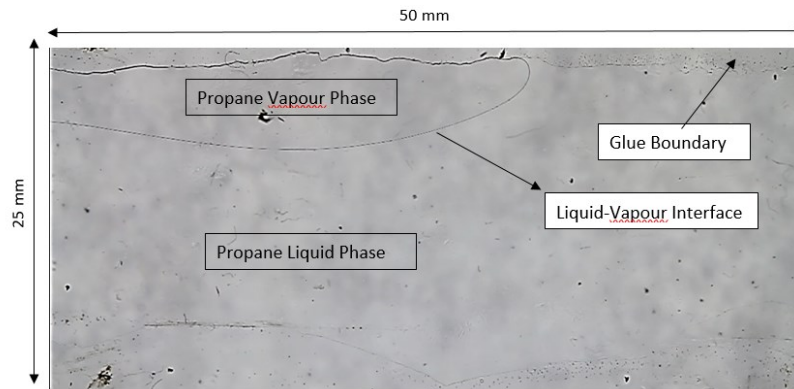 50 mm
25 mm
Propane Vapour Phase
Glue Boundary
Liquid-Vapour Interface
Propane Liquid Phase